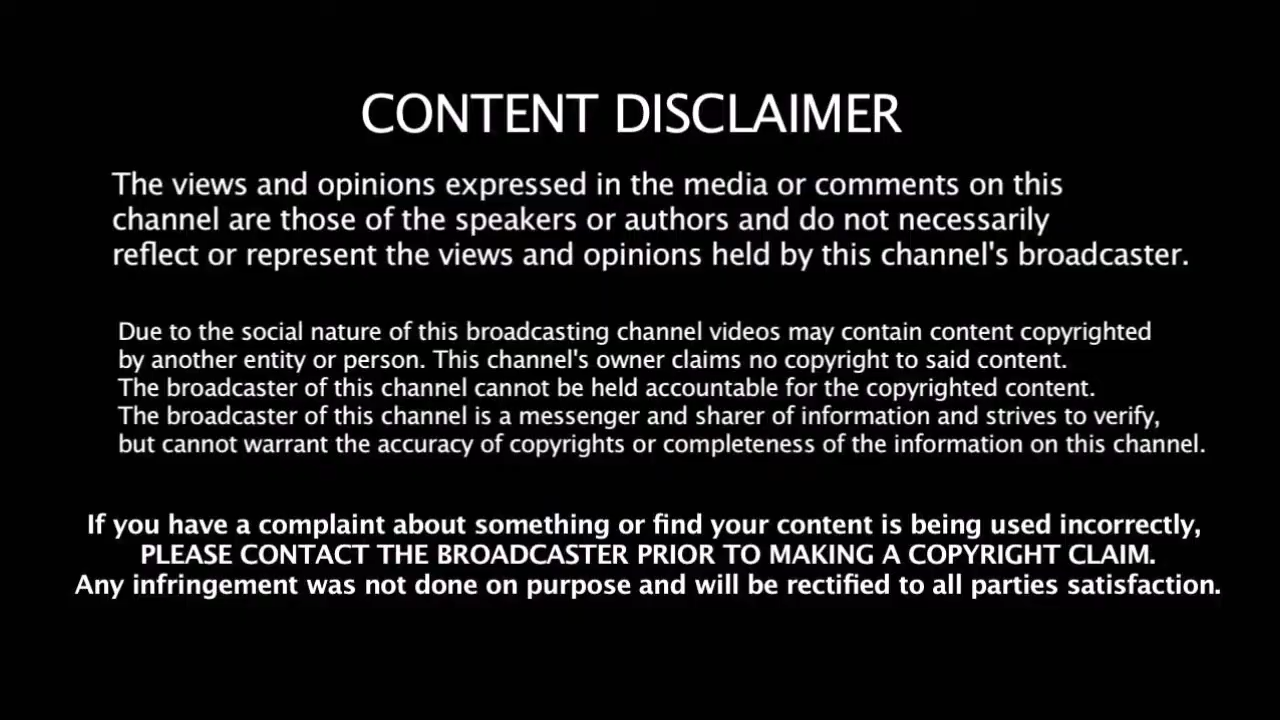 CONTENT DISCLAIMER
The views and opinions expressed in the media or comments on this
channel are those of the speakers or authors and do not necessarily
reflect or represent the views and opinions held by this channel's broadcaster.
Due to the social nature of this broadcasting channel videos may contain content copyrighted
by another entity or person. This channel's owner claims no copyright to said content.
The broadcaster of this channel cannot be held accountable for the copyrighted content.
The broadcaster of this channel is a messenger and sharer of information and strives to verify,
but cannot warrant the accuracy of copyrights or completeness of the information on this channel.
If you have a complaint about something or find your content is being used incorrectly,
PLEASE CONTACT THE BROADCASTER PRIOR TO MAKING A COPYRIGHT CLAIM.
Any infringement was not done on purpose and will be rectified to all parties satisfaction.